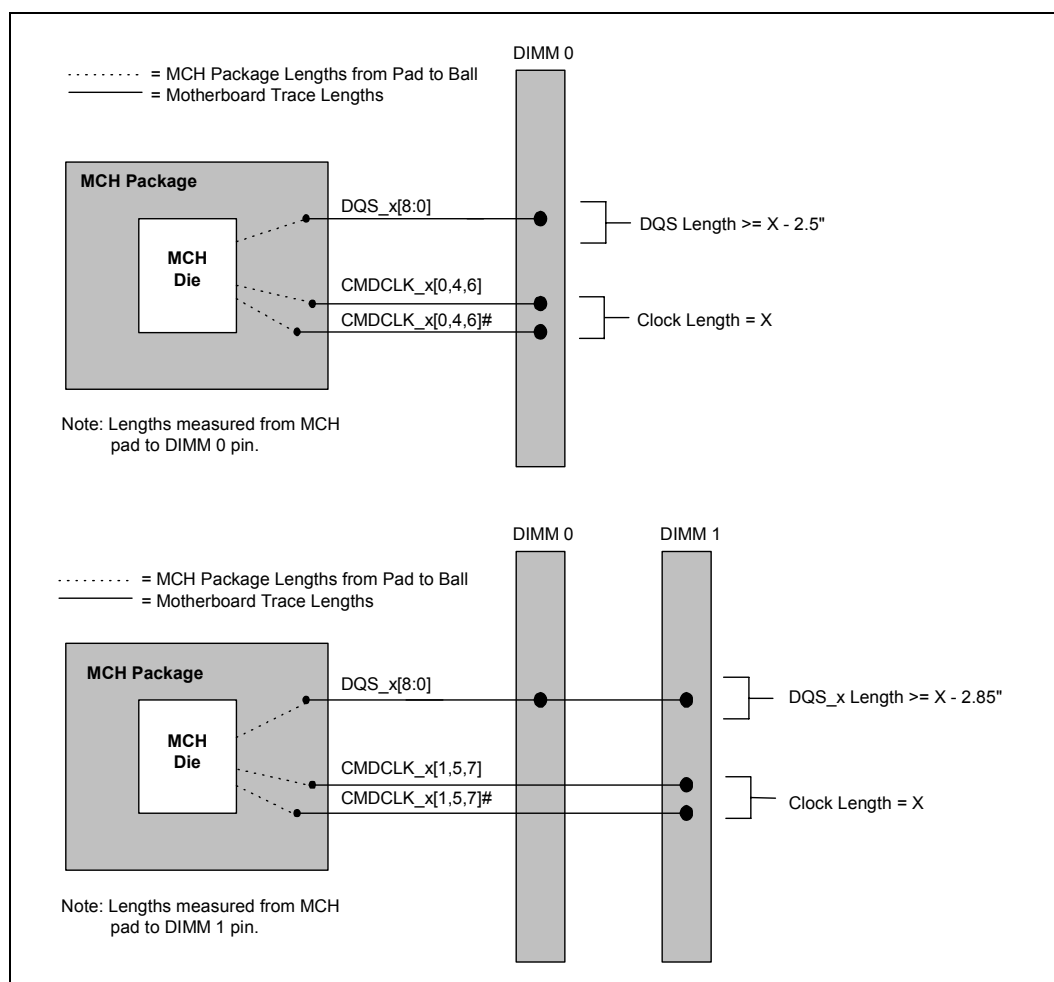 DIMM 0
= MCH Package Lengths from Pad to Ball
= Motherboard Trace Lengths
MCH Package
MCH
Die
DQS_x[8:0]
DQS Length >= X - 2.5"
CMDCLK_x[0,4,6]
CMDCLK_x[0,4,6]#
Clock Length = X
Note: Lengths measured from MCH
pad to DIMM 0 pin.
DIMM 0
DIMM 1
= MCH Package Lengths from Pad to Ball
= Motherboard Trace Lengths
MCH Package
MCH
Die
DQS_x[8:0]
DQS_x Length >= X - 2.85"
CMDCLK_x[1,5,7]
CMDCLK_x[1,5,7]#
Clock Length = X
Note: Lengths measured from MCH
pad to DIMM 1 pin.